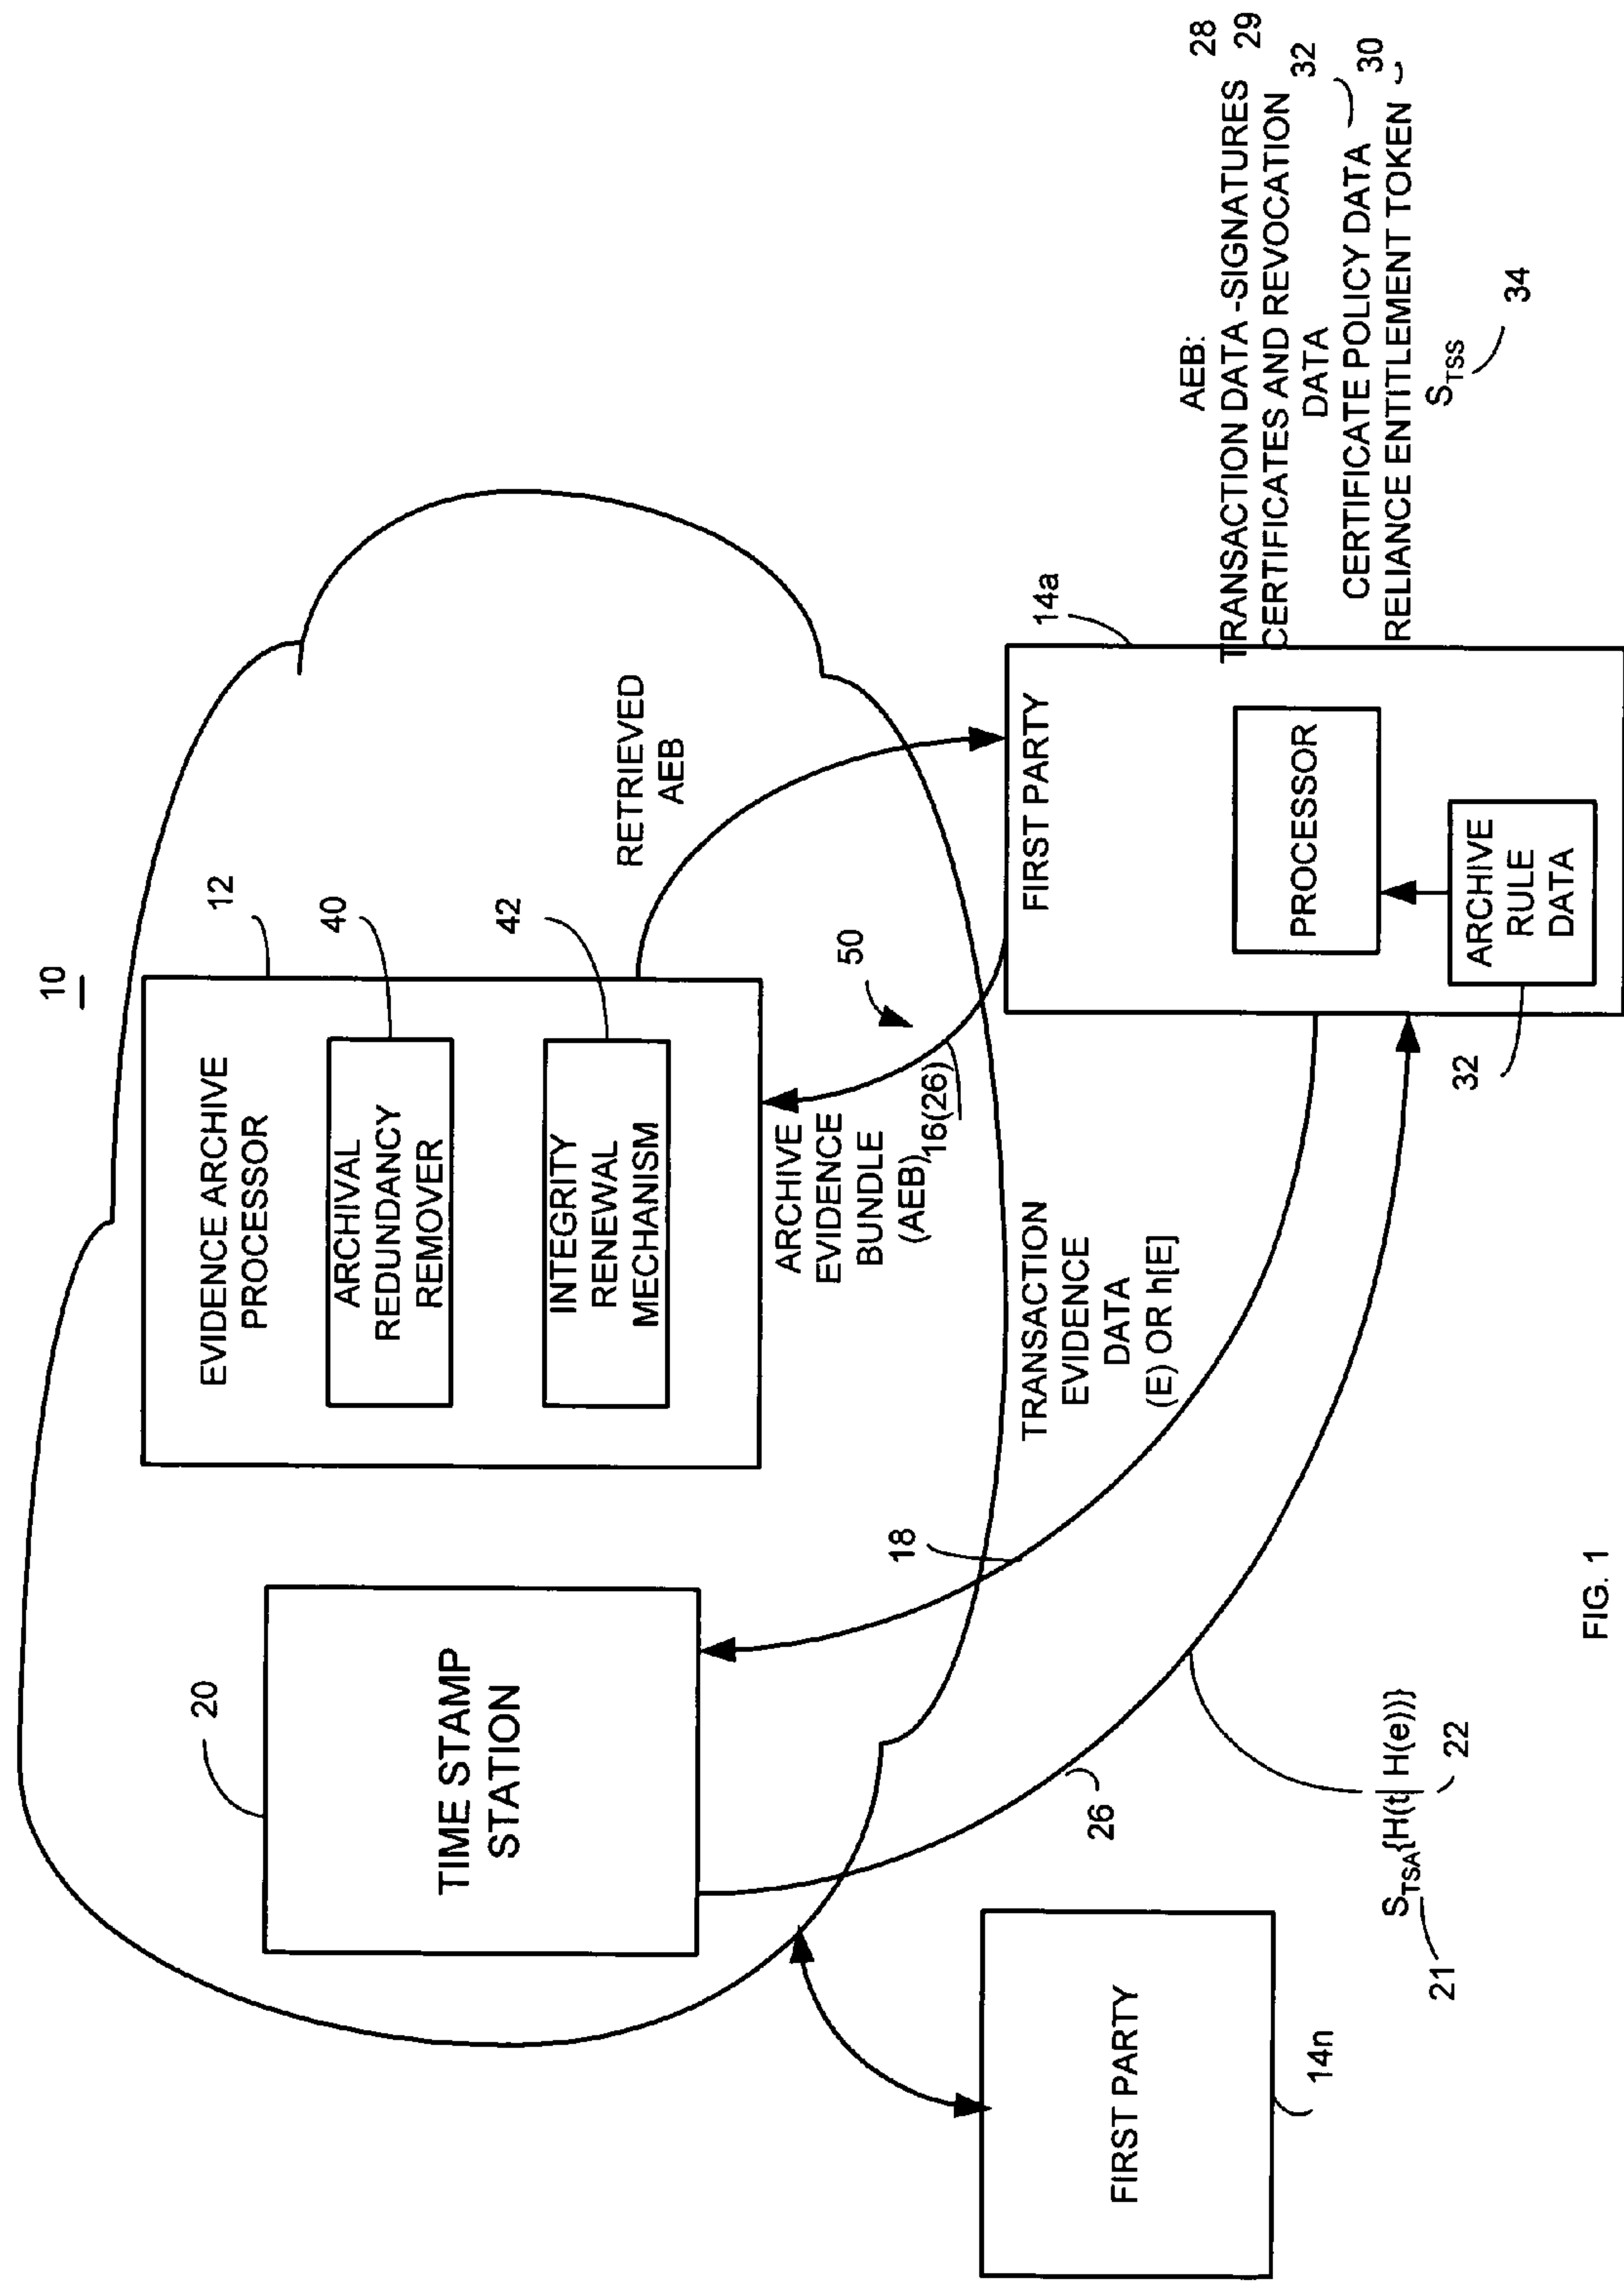 10
12
EVIDENCE ARCHIVE
PROCESSOR
40
ARCHIVAL
REDUNDANCY
REMOVER
42
INTEGRITY
RENEWAL
MECHANISM
20
TIME STAMP
STATION
RETRIEVED
AEB
50
16(26)
ARCHIVE
EVIDENCE
BUNDLE
(AEB)
18
TRANSACTION
EVIDENCE
DATA
(E) OR h[E]
14a
FIRST PARTY
PROCESSOR
ARCHIVE
RULE
DATA
32
AEB:
28
TRANSACTION DATA -SIGNATURES 29
CERTIFICATES AND REVOCATION 32
DATA
CERTIFICATE POLICY DATA
RELIANCE ENTITLEMENT TOKEN 30
STSS
34
26
STSA{H(t| H(e))}
21
22
FIRST PARTY
14n
FIG. 1